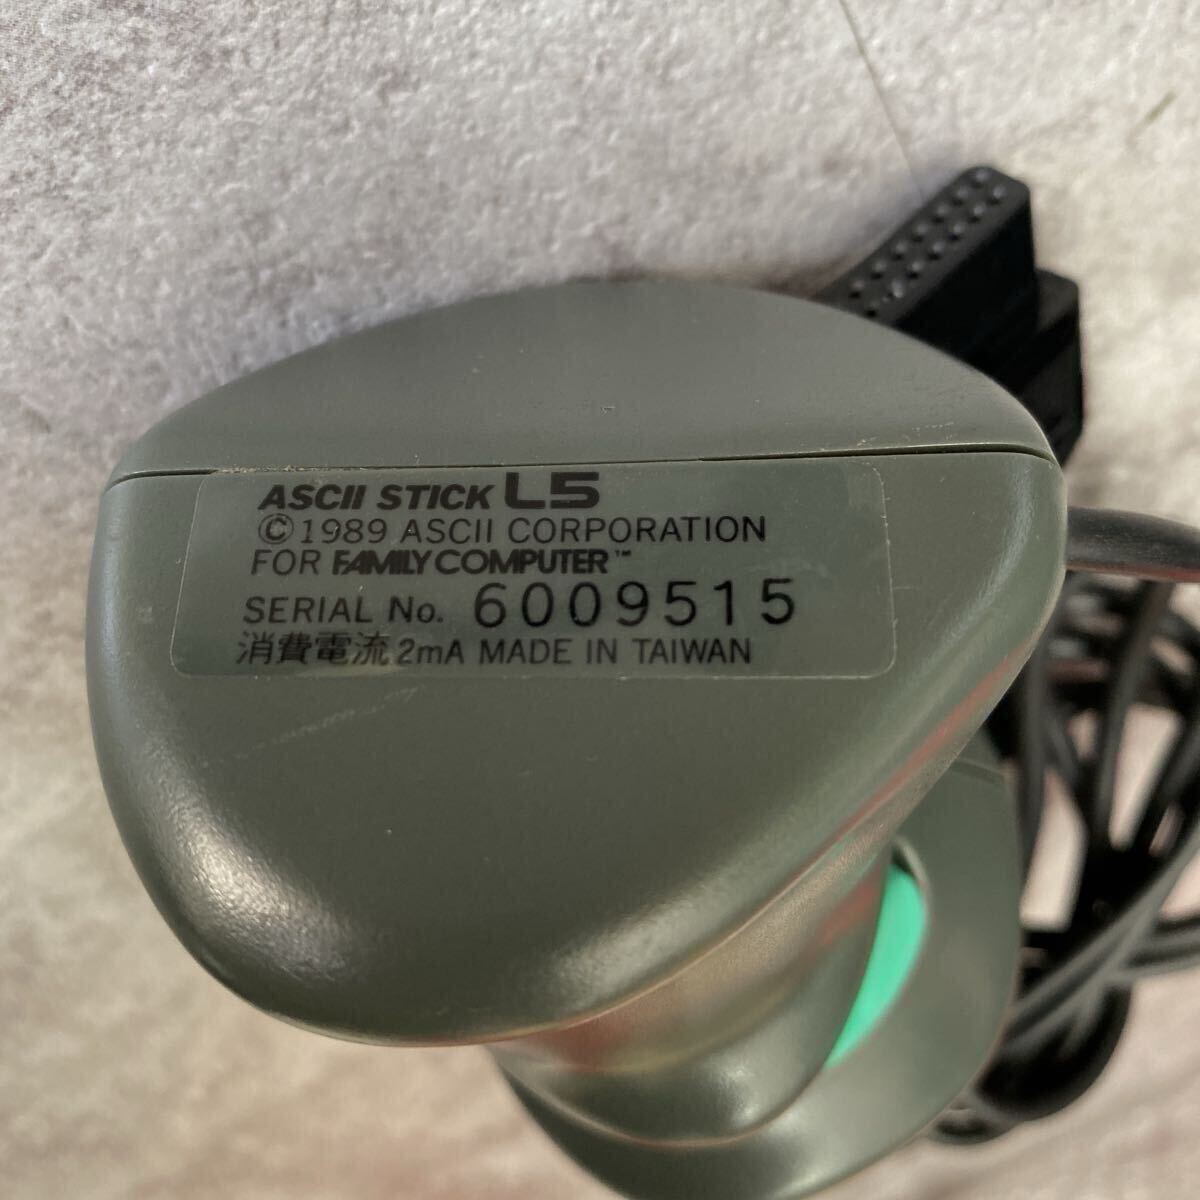 ASCII STICK L5
©1989 ASCII CORPORATION
FOR FAMILY COMPUTER™
SERIAL No. 6009515
消費電流 2mA MADE IN TAIWAN